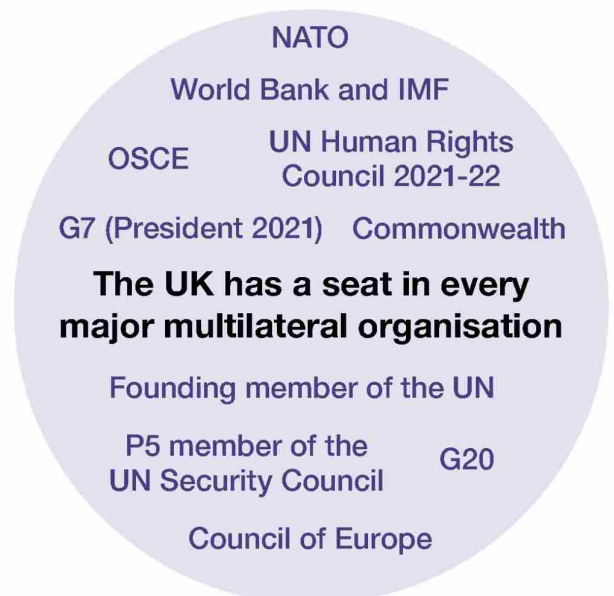 NATO
World Bank and IMF
OSCE
UN Human Rights
Council 2021-22
G7 (President 2021)
Commonwealth
The UK has a seat in every
major multilateral organisation
Founding member of the UN
P5 member of the
UN Security Council
G20
Council of Europe